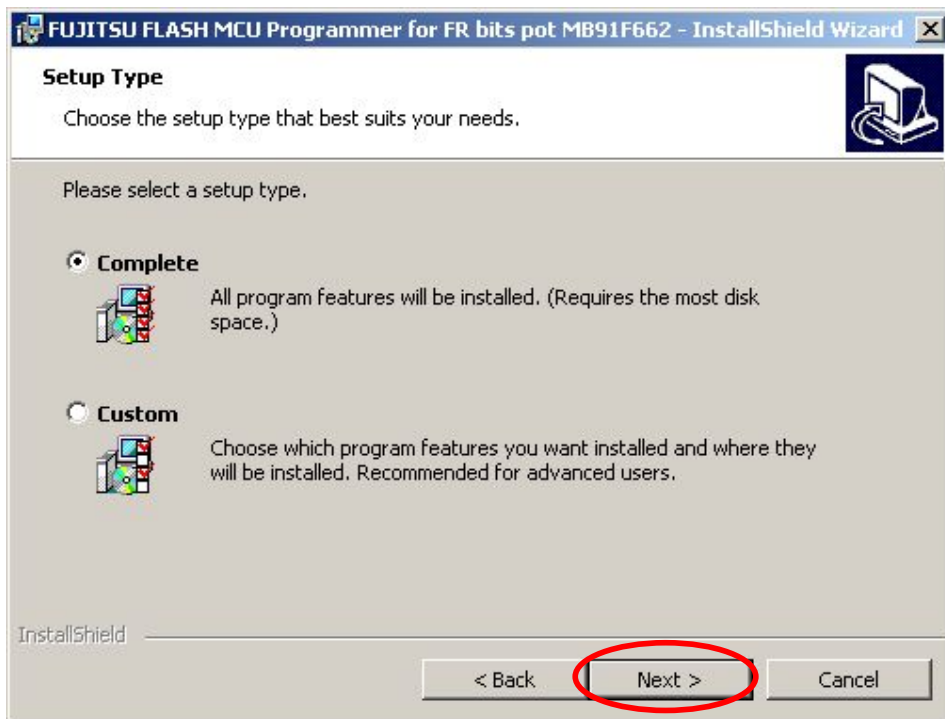 FUJITSU FLASH MCU Programmer for FR bits pot MB91F662 - InstallShield Wizard
Setup Type
Choose the setup type that best suits your needs.
Please select a setup type.
Complete
All program features will be installed. (Requires the most disk
space.)
Custom
Choose which program features you want installed and where they
will be installed. Recommended for advanced users.
InstallShield
< Back
Next >
Cancel